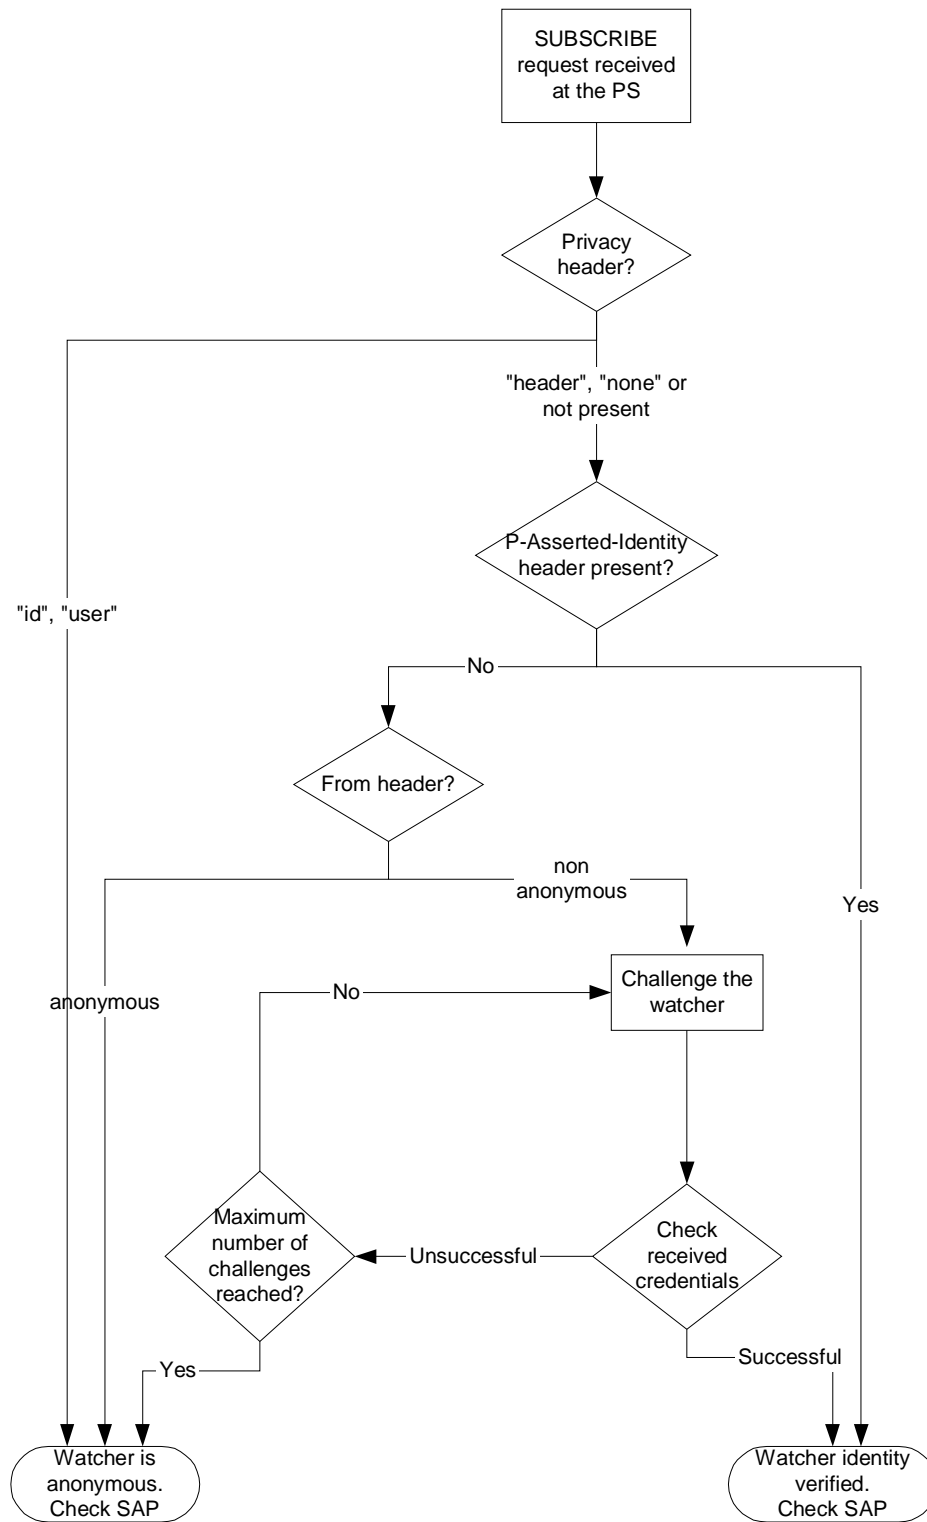 SUBSCRIBE
request received
at the PS
Privacy
header?
"header", "none" or
not present
P-Asserted-Identity
header present?
"id", "user"
No
From header?
non
anonymous
Yes
Challenge the
watcher
No
anonymous
Maximum
number of
challenges
reached?
Unsuccessful
Check
received
credentials
Yes
Successful
Watcher is
anonymous.
Check SAP
Watcher identity
verified.
Check SAP